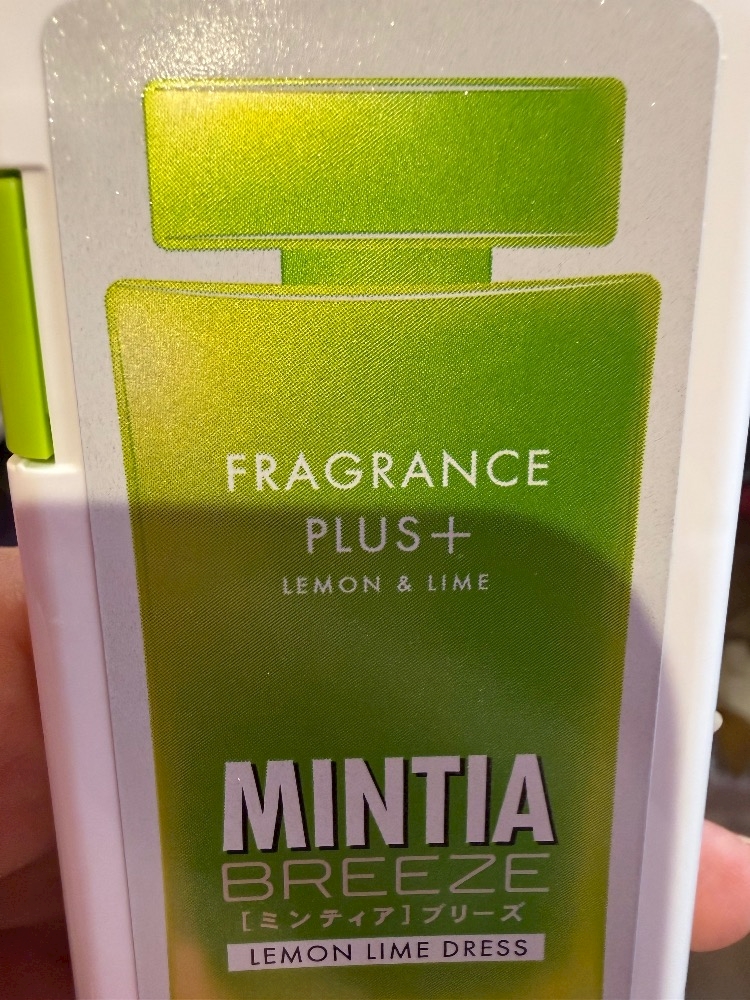 FRAGRANCE
PLUS+
LEMON & LIME
MINTIA
BREEZE
[ミンティア]ブリーズ
LEMON LIME DRESS